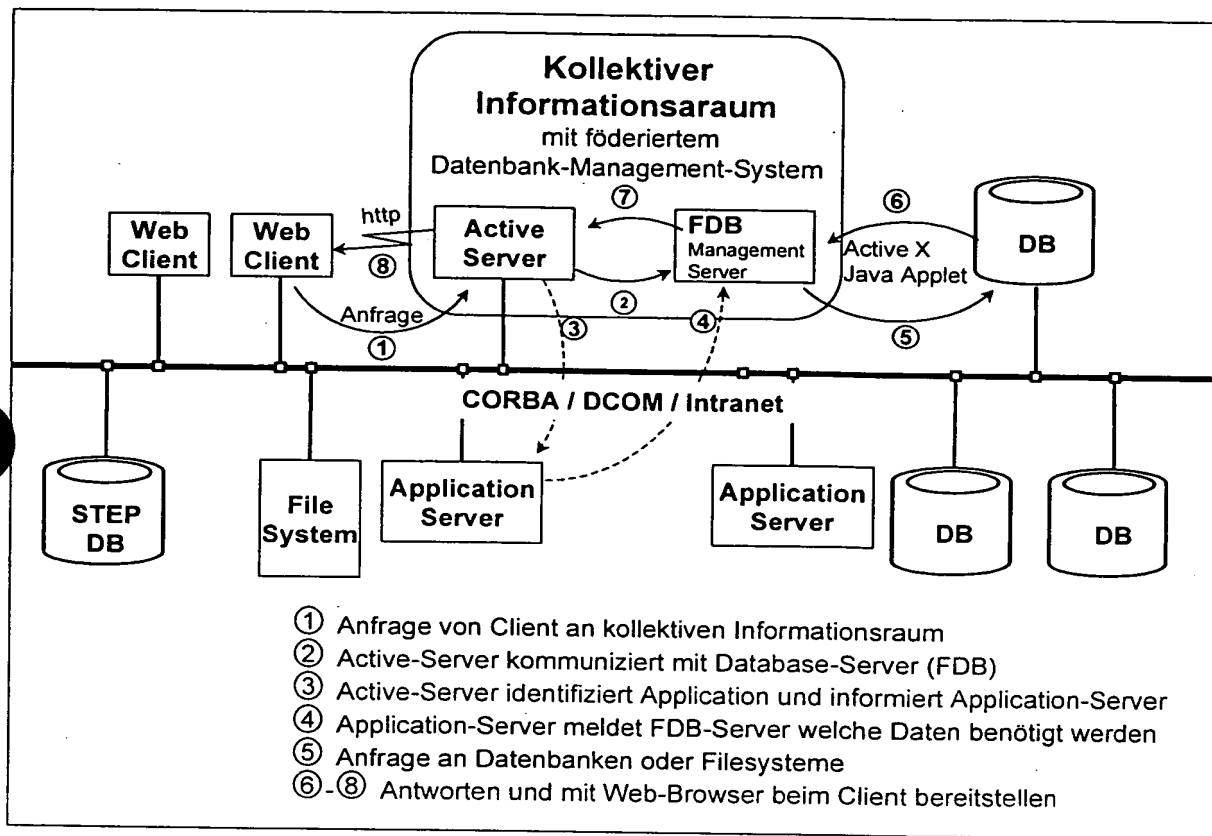 Kollektiver
Informationsaraum
mit föderiertem
Datenbank-Management-System
⑦
⑥
http
Web
Client
Web
Client
⑧
Active
Server
FDB
Management
Server
Active X
Java Applet
DB
Anfrage
①
②
③
④
⑤
CORBA / DCOM / Intranet
STEP
DB
File
System
Application
Server
Application
Server
DB
DB
① Anfrage von Client an kollektiven Informationsraum
② Active-Server kommuniziert mit Database-Server (FDB)
③ Active-Server identifiziert Application und informiert Application-Server
④ Application-Server meldet FDB-Server welche Daten benötigt werden
⑤ Anfrage an Datenbanken oder Filesysteme
⑥-⑧ Antworten und mit Web-Browser beim Client bereitstellen